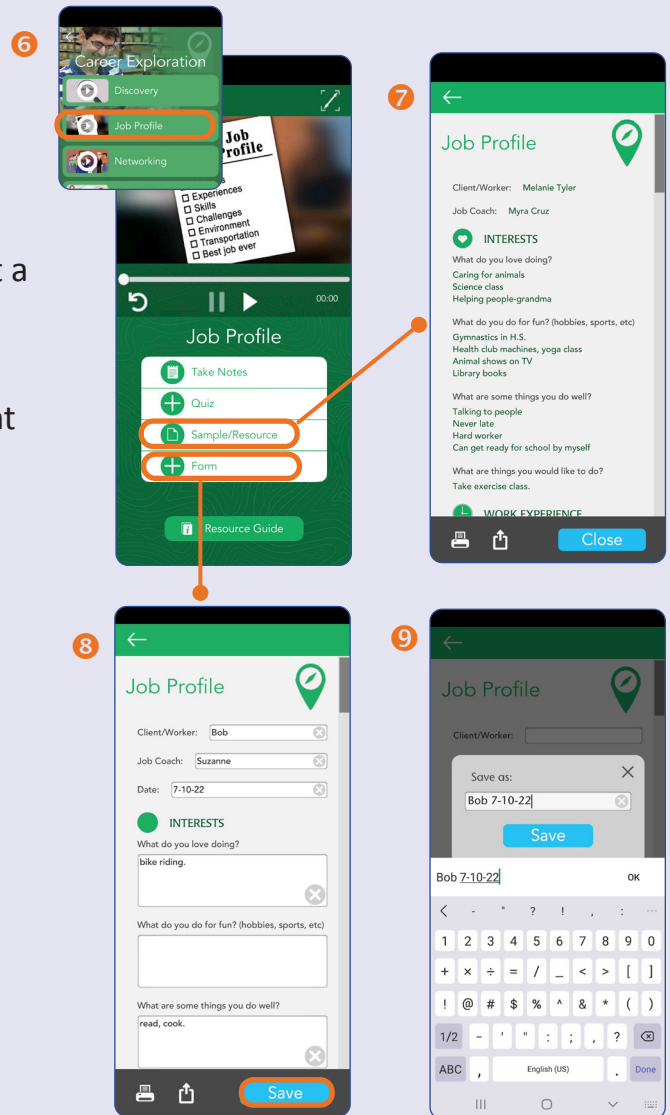 6
Career Exploration
Discovery
Job Profile
Networking
Job
Profile
Experiences
Skills
Challenges
Environment
Transportation
Best job ever
00:00
Job Profile
Take Notes
Quiz
Sample/Resource
Form
Resource Guide
t a
nt
7
Job Profile
Client/Worker: Melanie Tyler
Job Coach: Myra Cruz
INTERESTS
What do you love doing?
Caring for animals
Science class
Helping people-grandma
What do you do for fun? (hobbies, sports, etc)
Gymnastics in H.S.
Health club machines, yoga class
Animal shows on TV
Library books
What are some things you do well?
Talking to people
Never late
Hard worker
Can get ready for school by myself
What are things you would like to do?
Take exercise class.
WORK EXPERIENCE
Close
8
Job Profile
Client/Worker: Bob
Job Coach: Suzanne
Date: 7-10-22
INTERESTS
What do you love doing?
bike riding.
What do you do for fun? (hobbies, sports, etc)
What are some things you do well?
read, cook.
Save
9
Job Profile
Client/Worker:
Save as:
Bob 7-10-22
Save
Bob 7-10-22 OK
- " ? ! , : ...
1 2 3 4 5 6 7 8 9 0
+ × ÷ = / _ < > [ ]
! @ # $ % ^ & * ( )
1/2 - ' " : ; , ?
ABC , English (US) . Done